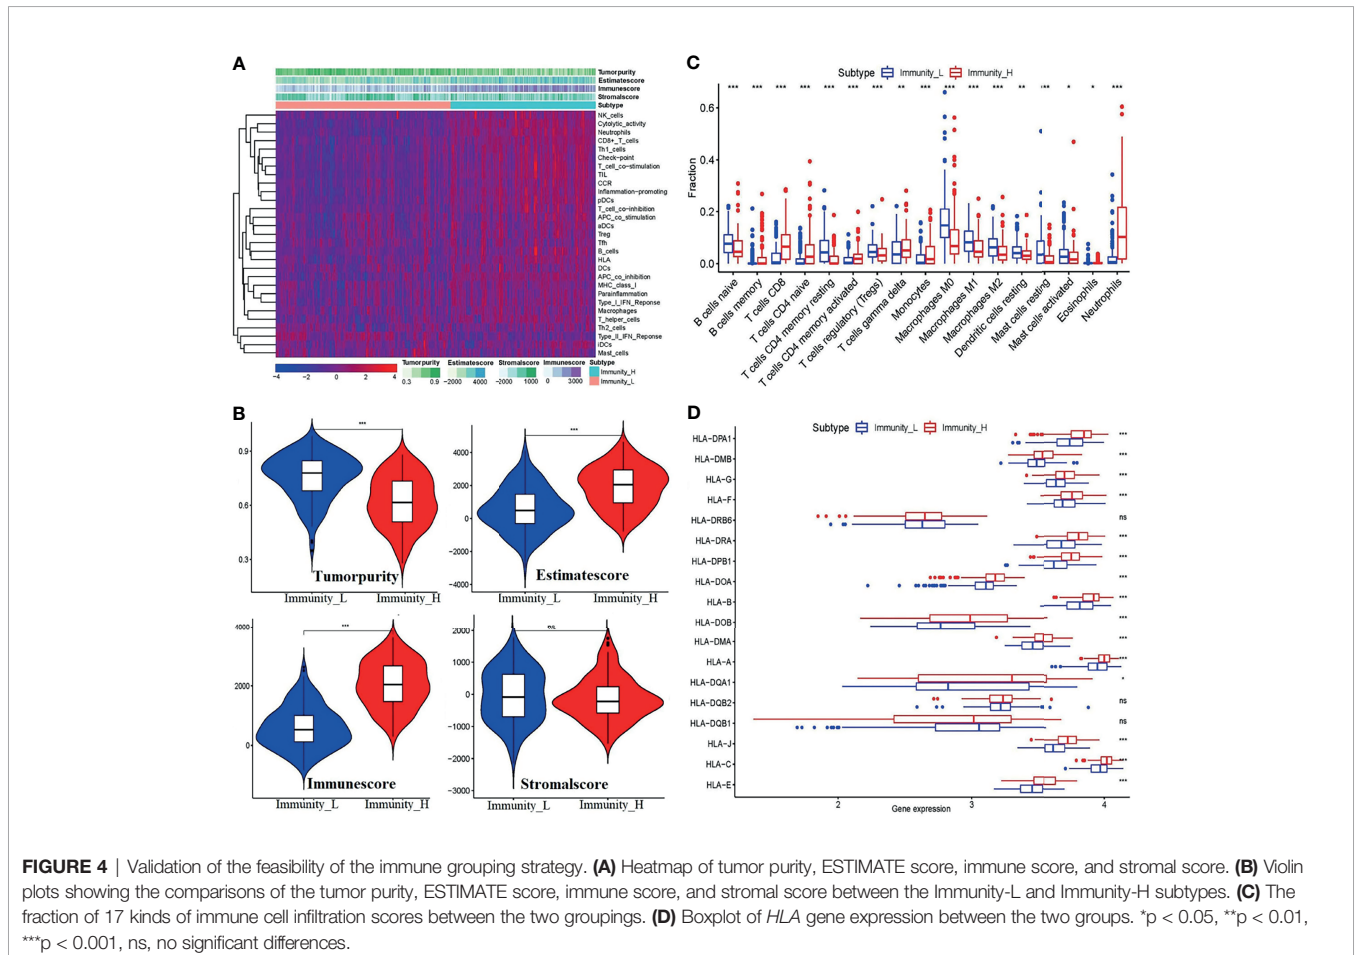 A
Tumorpurity
Estimatescore
Immunescore
Stromalscore
Subtype
NK_cells
Cytolytic_activity
Neutrophils
CD8+_T_cells
Th1_cells
Check-point
T_cell_co-stimulation
TIL
CCR
Inflammation-promoting
pDCs
T_cell_co-inhibition
APC_co_stimulation
aDCs
Treg
Tfh
B_cells
HLA
DCs
APC_co_inhibition
MHC_class_I
Parainflammation
Type_I_IFN_Reponse
Macrophages
T_helper_cells
Th2_cells
Type_II_IFN_Reponse
iDCs
Mast_cells
−4 −2 0 2 4
Tumorpurity Estimatescore Stromalscore Immunescore Subtype
0.3 0.9 −2000 4000 −2000 1000 0 3000
Immunity_H
Immunity_L
B
0.9
0.6
0.3
***
Tumorpurity
Immunity_L Immunity_H
4000
2000
0
−2000
−4000
***
Estimatescore
Immunity_L Immunity_H
4000
2000
0
***
Immunescore
Immunity_L Immunity_H
2000
1000
0
−1000
−2000
−3000
Stromalscore
Immunity_L Immunity_H
C
Subtype Immunity_L Immunity_H
*** *** *** *** *** *** *** ** *** *** *** *** ** *** * * ***
Fraction
0.6
0.4
0.2
0.0
B cells naive
B cells memory
T cells CD8
T cells CD4 naive
T cells CD4 memory resting
T cells CD4 memory activated
T cells regulatory (Tregs)
T cells gamma delta
Monocytes
Macrophages M0
Macrophages M1
Macrophages M2
Dendritic cells resting
Mast cells resting
Mast cells activated
Eosinophils
Neutrophils
D
Subtype Immunity_L Immunity_H
HLA-DPA1 ***
HLA-DMB ***
HLA-G ***
HLA-F ***
HLA-DRB6 ns
HLA-DRA ***
HLA-DPB1 ***
HLA-DOA ***
HLA-B ***
HLA-DOB ***
HLA-DMA ***
HLA-A ***
HLA-DQA1 *
HLA-DQB2 ns
HLA-DQB1 ns
HLA-J ***
HLA-C ***
HLA-E ***
2 3 4
Gene expression
FIGURE 4 | Validation of the feasibility of the immune grouping strategy. (A) Heatmap of tumor purity, ESTIMATE score, immune score, and stromal score. (B) Violin
plots showing the comparisons of the tumor purity, ESTIMATE score, immune score, and stromal score between the Immunity-L and Immunity-H subtypes. (C) The
fraction of 17 kinds of immune cell infiltration scores between the two groupings. (D) Boxplot of HLA gene expression between the two groups. *p < 0.05, **p < 0.01,
***p < 0.001, ns, no significant differences.